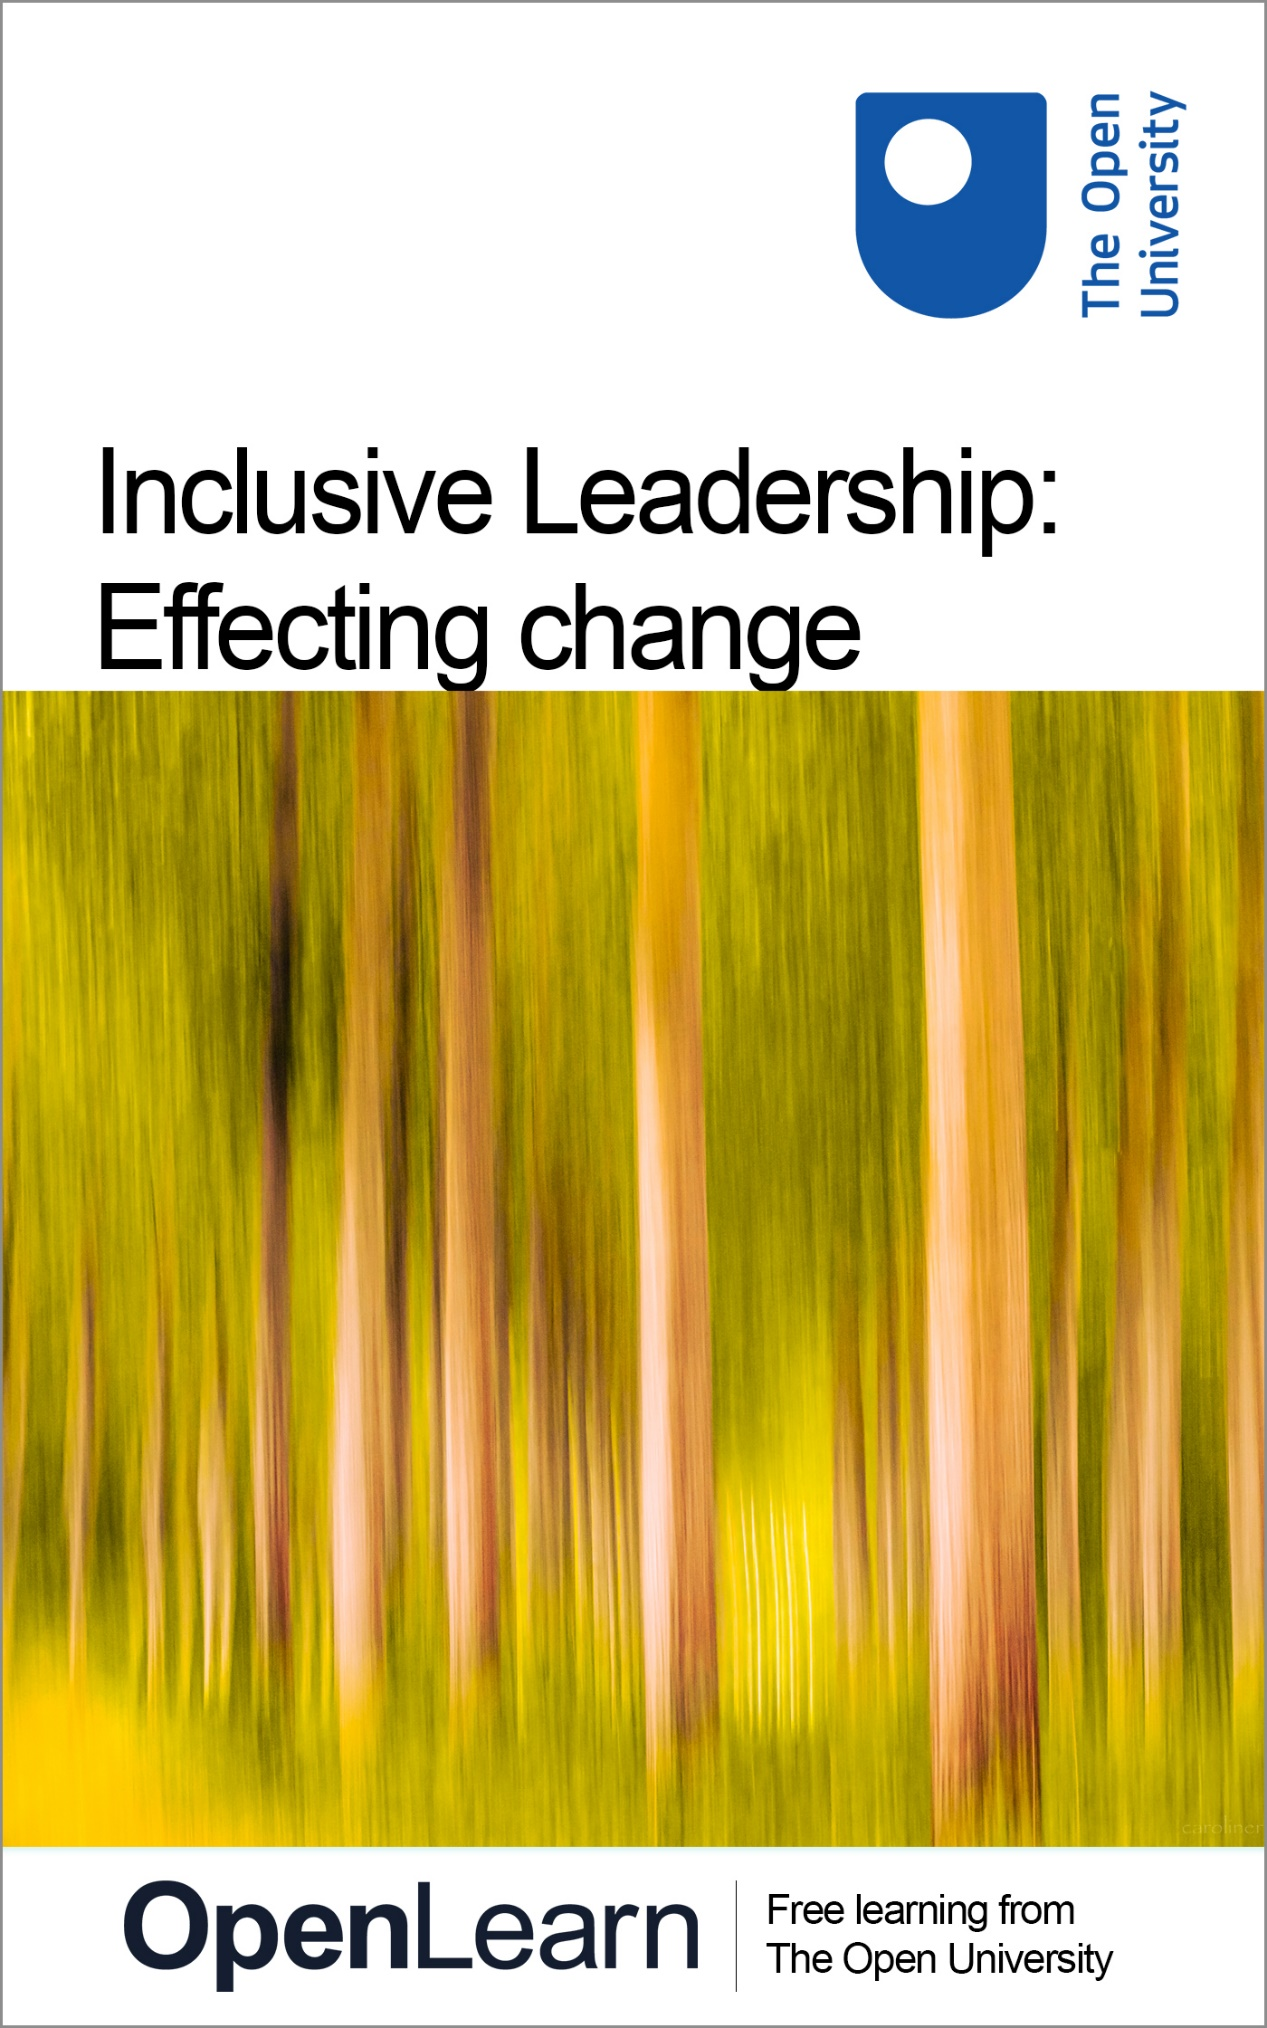 The Open
University
Inclusive Leadership:
Effecting change
OpenLearn
Free learning from
The Open University